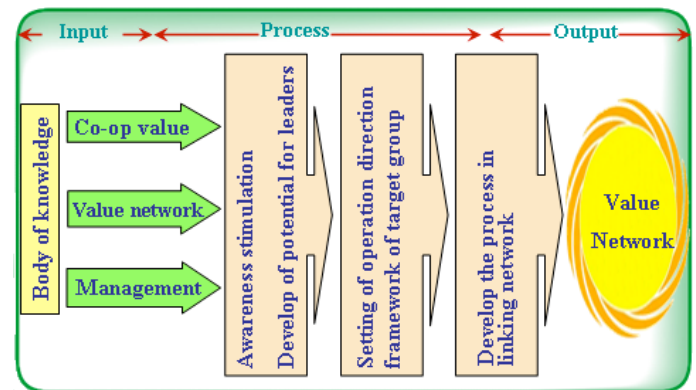 Input
Process
Output
Body of knowledge
Co-op value
Value network
Management
Awareness stimulation
Develop of potential for leaders
Setting of operation direction
framework of target group
Develop the process in
linking network
Value
Network